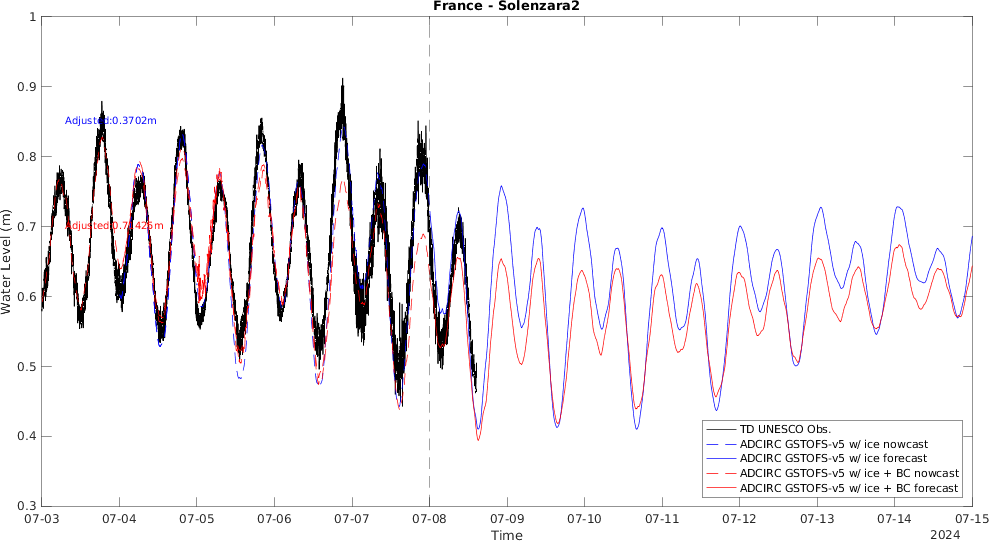 France - Solenzara2
1
0.9
0.8
0.7
0.6
0.5
0.4
0.3
Water Level (m)
Adjusted:0.3702m
07-03
07-04
07-05
07-06
07-07
07-08
07-09
07-10
07-11
07-12
07-13
07-14
07-15
Time
2024
TD UNESCO Obs.
ADCIRC GSTOFS-v5 w/ ice nowcast
ADCIRC GSTOFS-v5 w/ ice forecast
ADCIRC GSTOFS-v5 w/ ice + BC nowcast
ADCIRC GSTOFS-v5 w/ ice + BC forecast